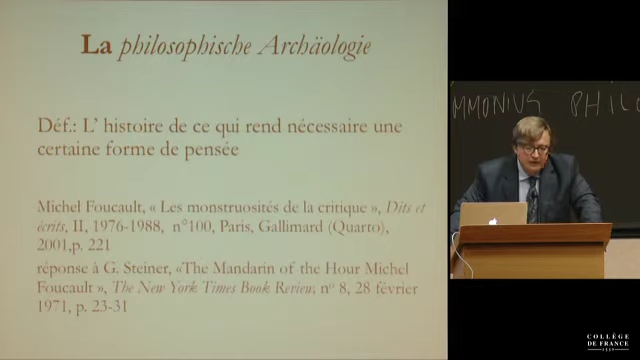 La philosophische Archäologie
Déf.: L' histoire de ce qui rend nécessaire une
certaine forme de pensée
Michel Foucault, « Les monstruosités de la critique », Dits et
écrits, II, 1976-1988, n°100, Paris, Gallimard (Quarto),
2001,p. 221
réponse à G. Steiner, «The Mandarin of the Hour Michel
Foucault », The New York Times Book Review, nº 8, 28 février
1971, p. 23-31
MMONIUS PHIL
COLLÈGE
DE FRANCE
1530